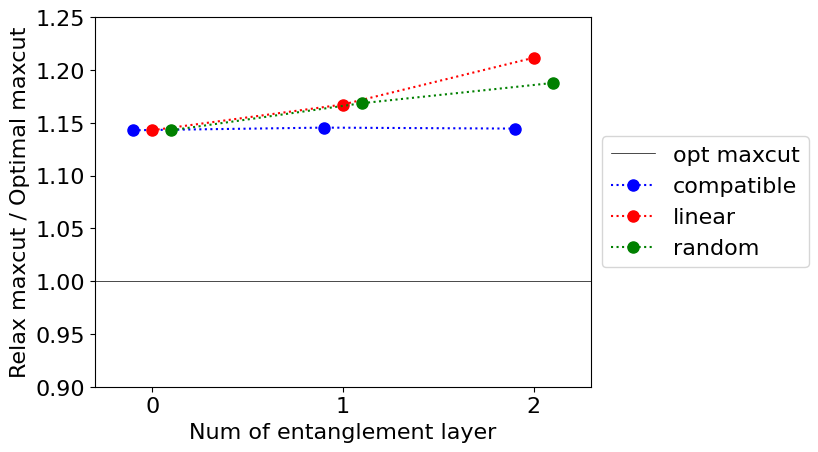 Relax maxcut / Optimal maxcut
1.25
1.20
1.15
1.10
1.05
1.00
0.95
0.90
0 1 2
Num of entanglement layer
opt maxcut
compatible
linear
random